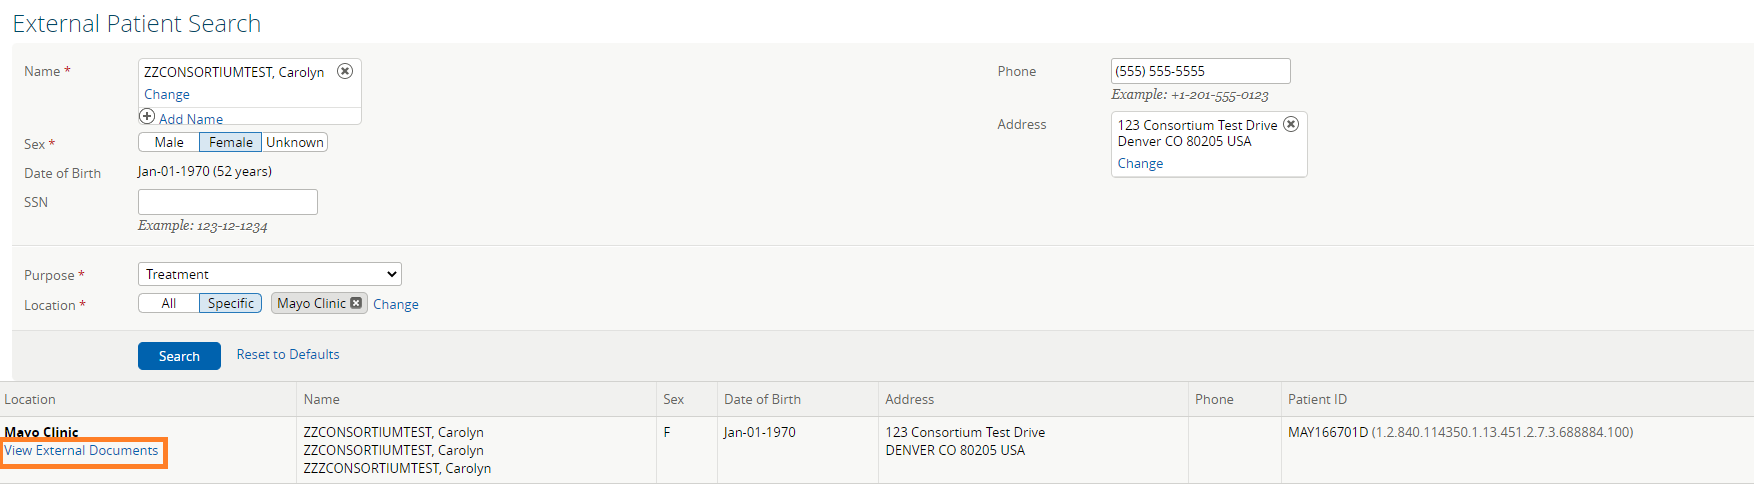 External Patient Search
Name *
ZZCONSORTIUMTEST, Carolyn
Change
Add Name
Sex *
Male Female Unknown
Date of Birth
Jan-01-1970 (52 years)
SSN
Example: 123-12-1234
Phone
(555) 555-5555
Example: +1-201-555-0123
Address
123 Consortium Test Drive
Denver CO 80205 USA
Change
Purpose *
Treatment
Location *
All Specific Mayo Clinic Change
Search Reset to Defaults
Location Name Sex Date of Birth Address Phone Patient ID
Mayo Clinic ZZCONSORTIUMTEST, Carolyn F Jan-01-1970 123 Consortium Test Drive MAY166701D (1.2.840.114350.1.13.451.2.7.3.688884.100)
View External Documents ZZCONSORTIUMTEST, Carolyn DENVER CO 80205 USA
ZZZCONSORTIUMTEST, Carolyn